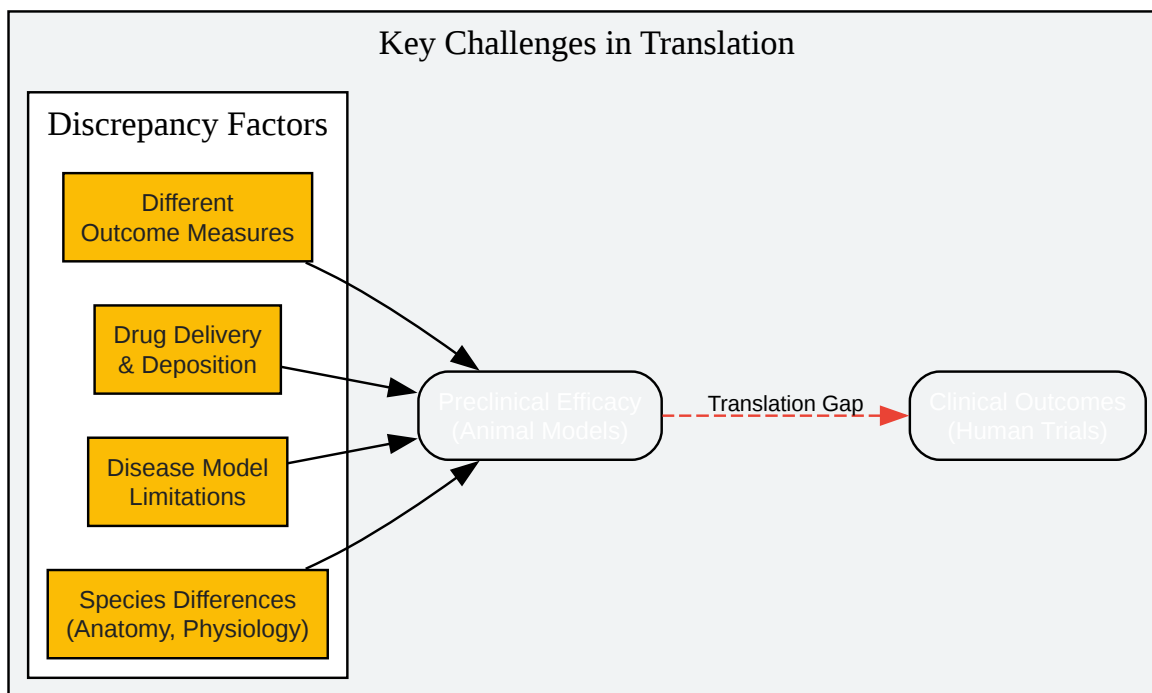 Key Challenges in Translation
Discrepancy Factors
Different
Outcome Measures
Drug Delivery
& Deposition
Disease Model
Limitations
Species Differences
(Anatomy, Physiology)
Preclinical Efficacy
(Animal Models)
Translation Gap
Clinical Outcomes
(Human Trials)